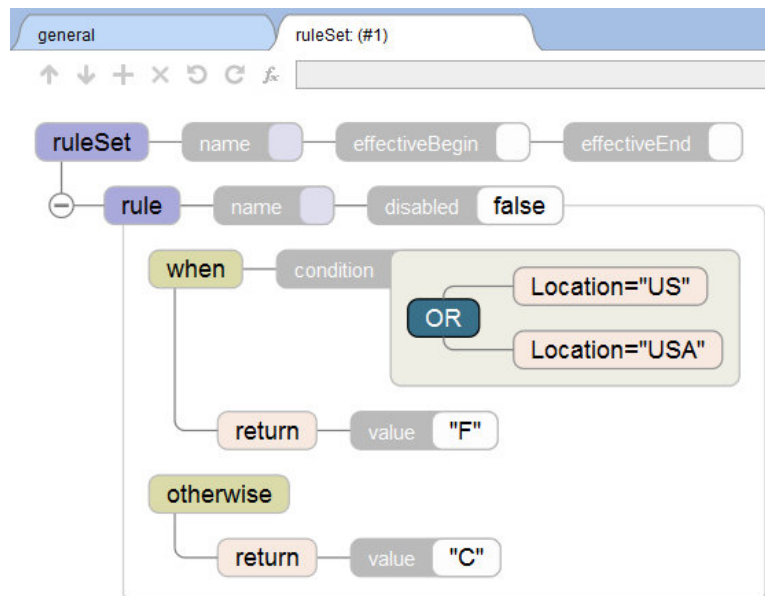 general ruleSet: (#1)
fx
ruleSet name effectiveBegin effectiveEnd
rule name disabled false
when condition
Location="US"
OR
Location="USA"
return value "F"
otherwise
return value "C"